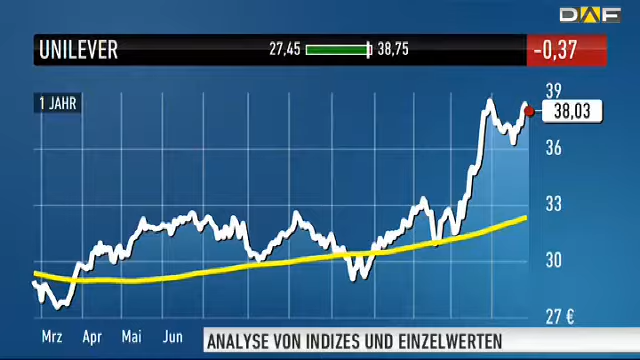 DAF
UNILEVER 27,45 38,75 -0,37
1 JAHR
39
38,03
36
33
30
27 €
Mrz Apr Mai Jun
ANALYSE VON INDIZES UND EINZELWERTEN